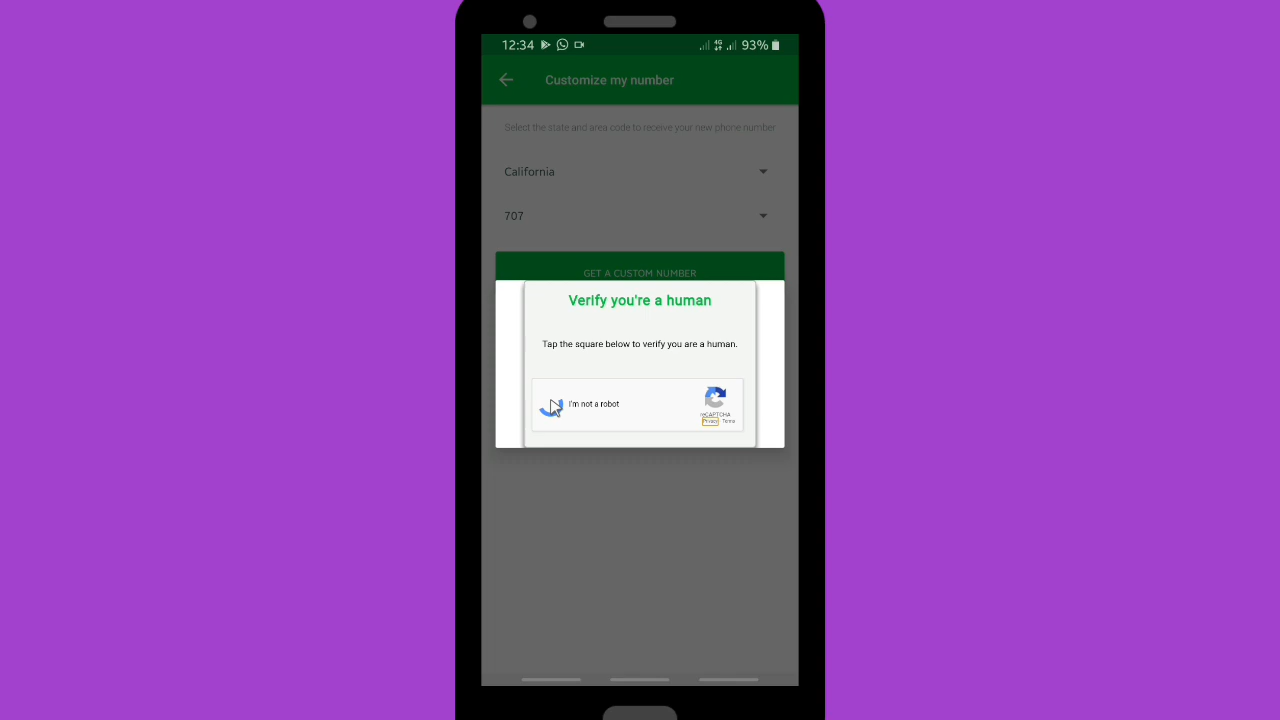 12:34
4G
93%
Customize my number
Select the state and area code to receive your new phone number
California
707
GET A CUSTOM NUMBER
Verify you're a human
Tap the square below to verify you are a human.
I'm not a robot
reCAPTCHA
Privacy - Terms